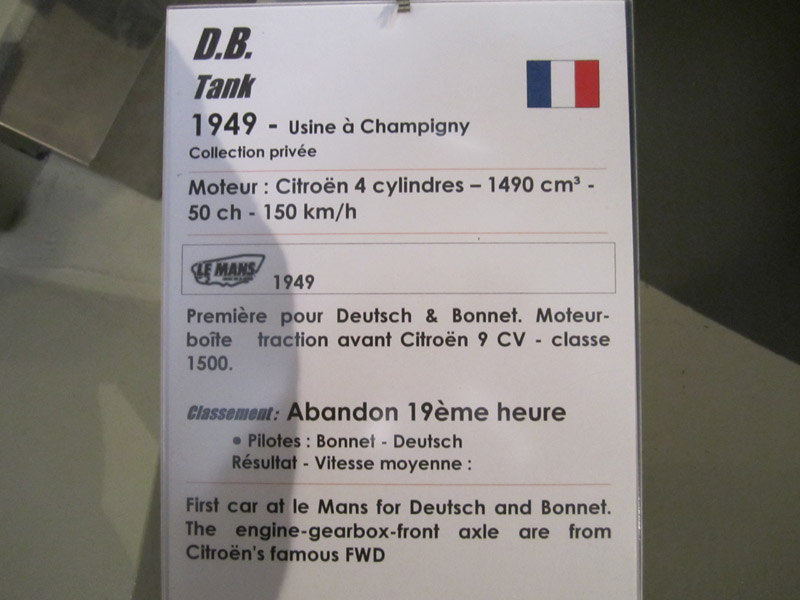 D.B.
Tank
1949 - Usine à Champigny
Collection privée
Moteur : Citroën 4 cylindres – 1490 cm³ -
50 ch - 150 km/h
LE MANS
1949
Première pour Deutsch & Bonnet. Moteur-
boîte traction avant Citroën 9 CV - classe
1500.
Classement: Abandon 19ème heure
• Pilotes : Bonnet - Deutsch
Résultat - Vitesse moyenne :
First car at le Mans for Deutsch and Bonnet.
The engine-gearbox-front axle are from
Citroën's famous FWD